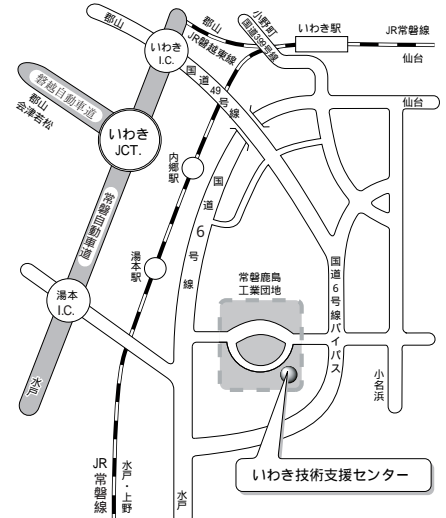 郡山
いわき
I.C.
郡山
JR磐越東線
小野町
国道399号線
いわき駅
JR常磐線
仙台
磐越自動車道
郡山
会津若松
いわき
JCT.
国道49号線
仙台
内郷駅
国道6号線
常磐自動車道
湯本駅
湯本
I.C.
常磐鹿島
工業団地
国道6号線バイパス
小名浜
水戸
いわき技術支援センター
JR常磐線
水戸・上野
水戸